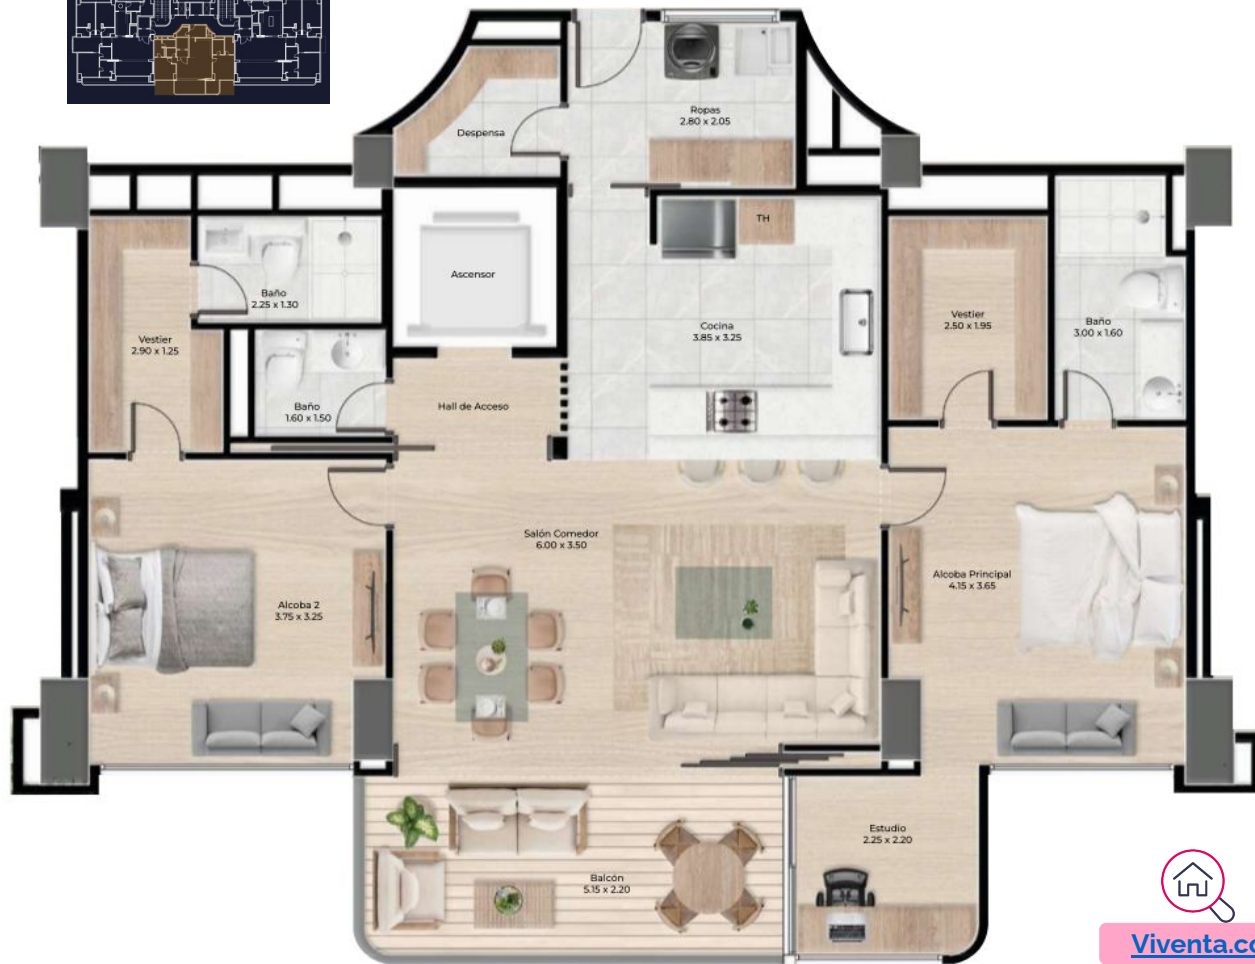 Ropas
2.80 x 2.05
Despensa
TH
Ascensor
Baño
2.25 x 1.30
Vestier
2.90 x 1.25
Cocina
3.85 x 3.25
Vestier
2.50 x 1.95
Baño
3.00 x 1.60
Baño
1.60 x 1.50
Hall de Acceso
Salón Comedor
6.00 x 3.50
Alcoba 2
3.75 x 3.25
Alcoba Principal
4.15 x 3.65
Estudio
2.25 x 2.20
Balcón
5.15 x 2.20
Viventa.co